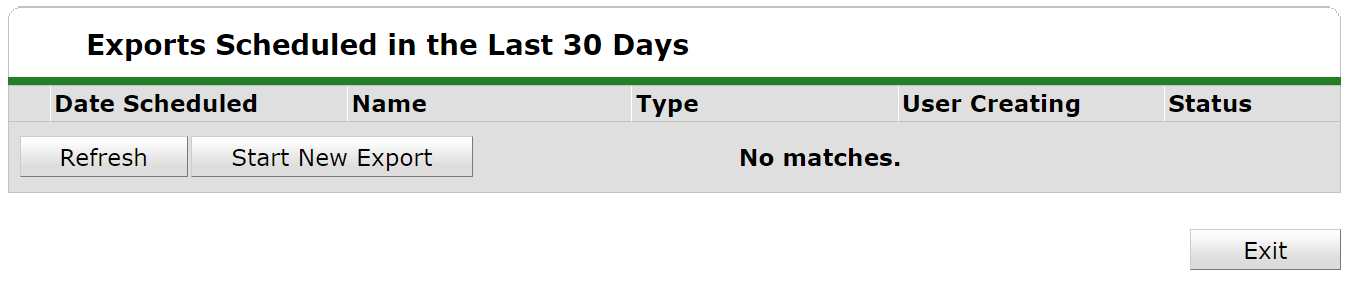 Exports Scheduled in the Last 30 Days
Date Scheduled Name Type User Creating Status
Refresh Start New Export No matches.
Exit